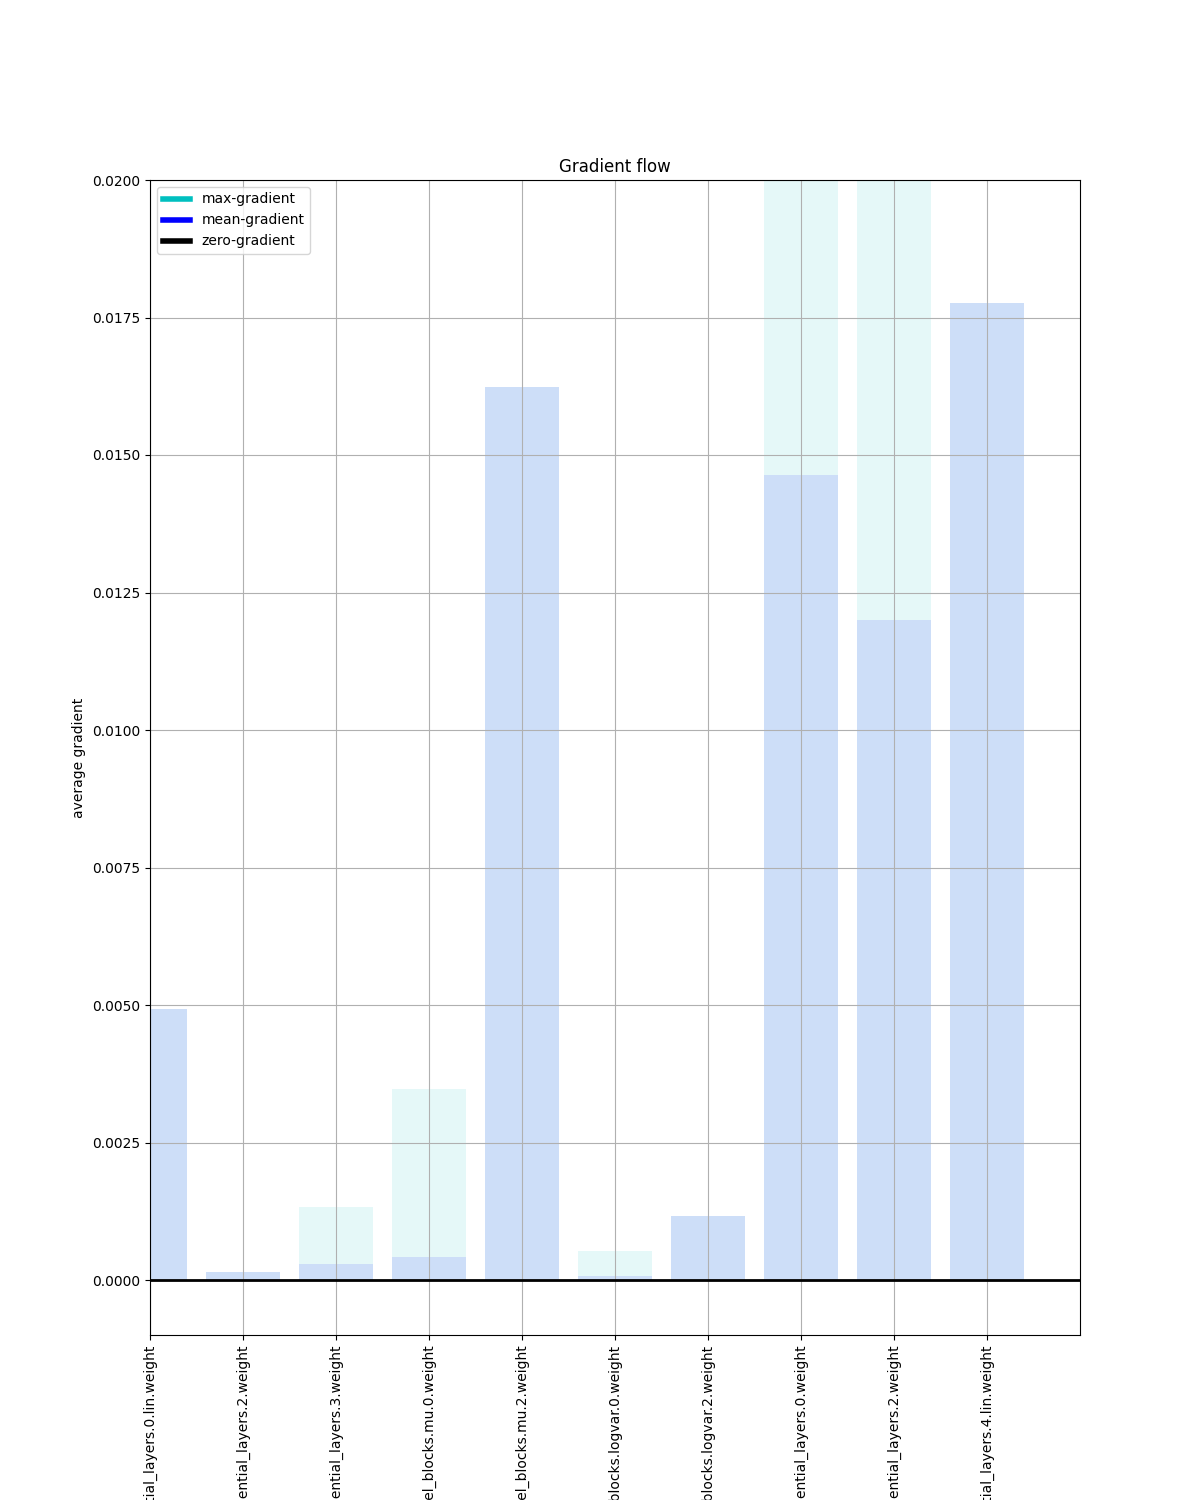 Gradient flow
max-gradient
mean-gradient
zero-gradient
0.0200
0.0175
0.0150
0.0125
0.0100
0.0075
0.0050
0.0025
0.0000
average gradient
tial_layers.0.lin.weight
ential_layers.2.weight
ential_layers.3.weight
el_blocks.mu.0.weight
el_blocks.mu.2.weight
blocks.logvar.0.weight
blocks.logvar.2.weight
ential_layers.0.weight
ential_layers.2.weight
tial_layers.4.lin.weight